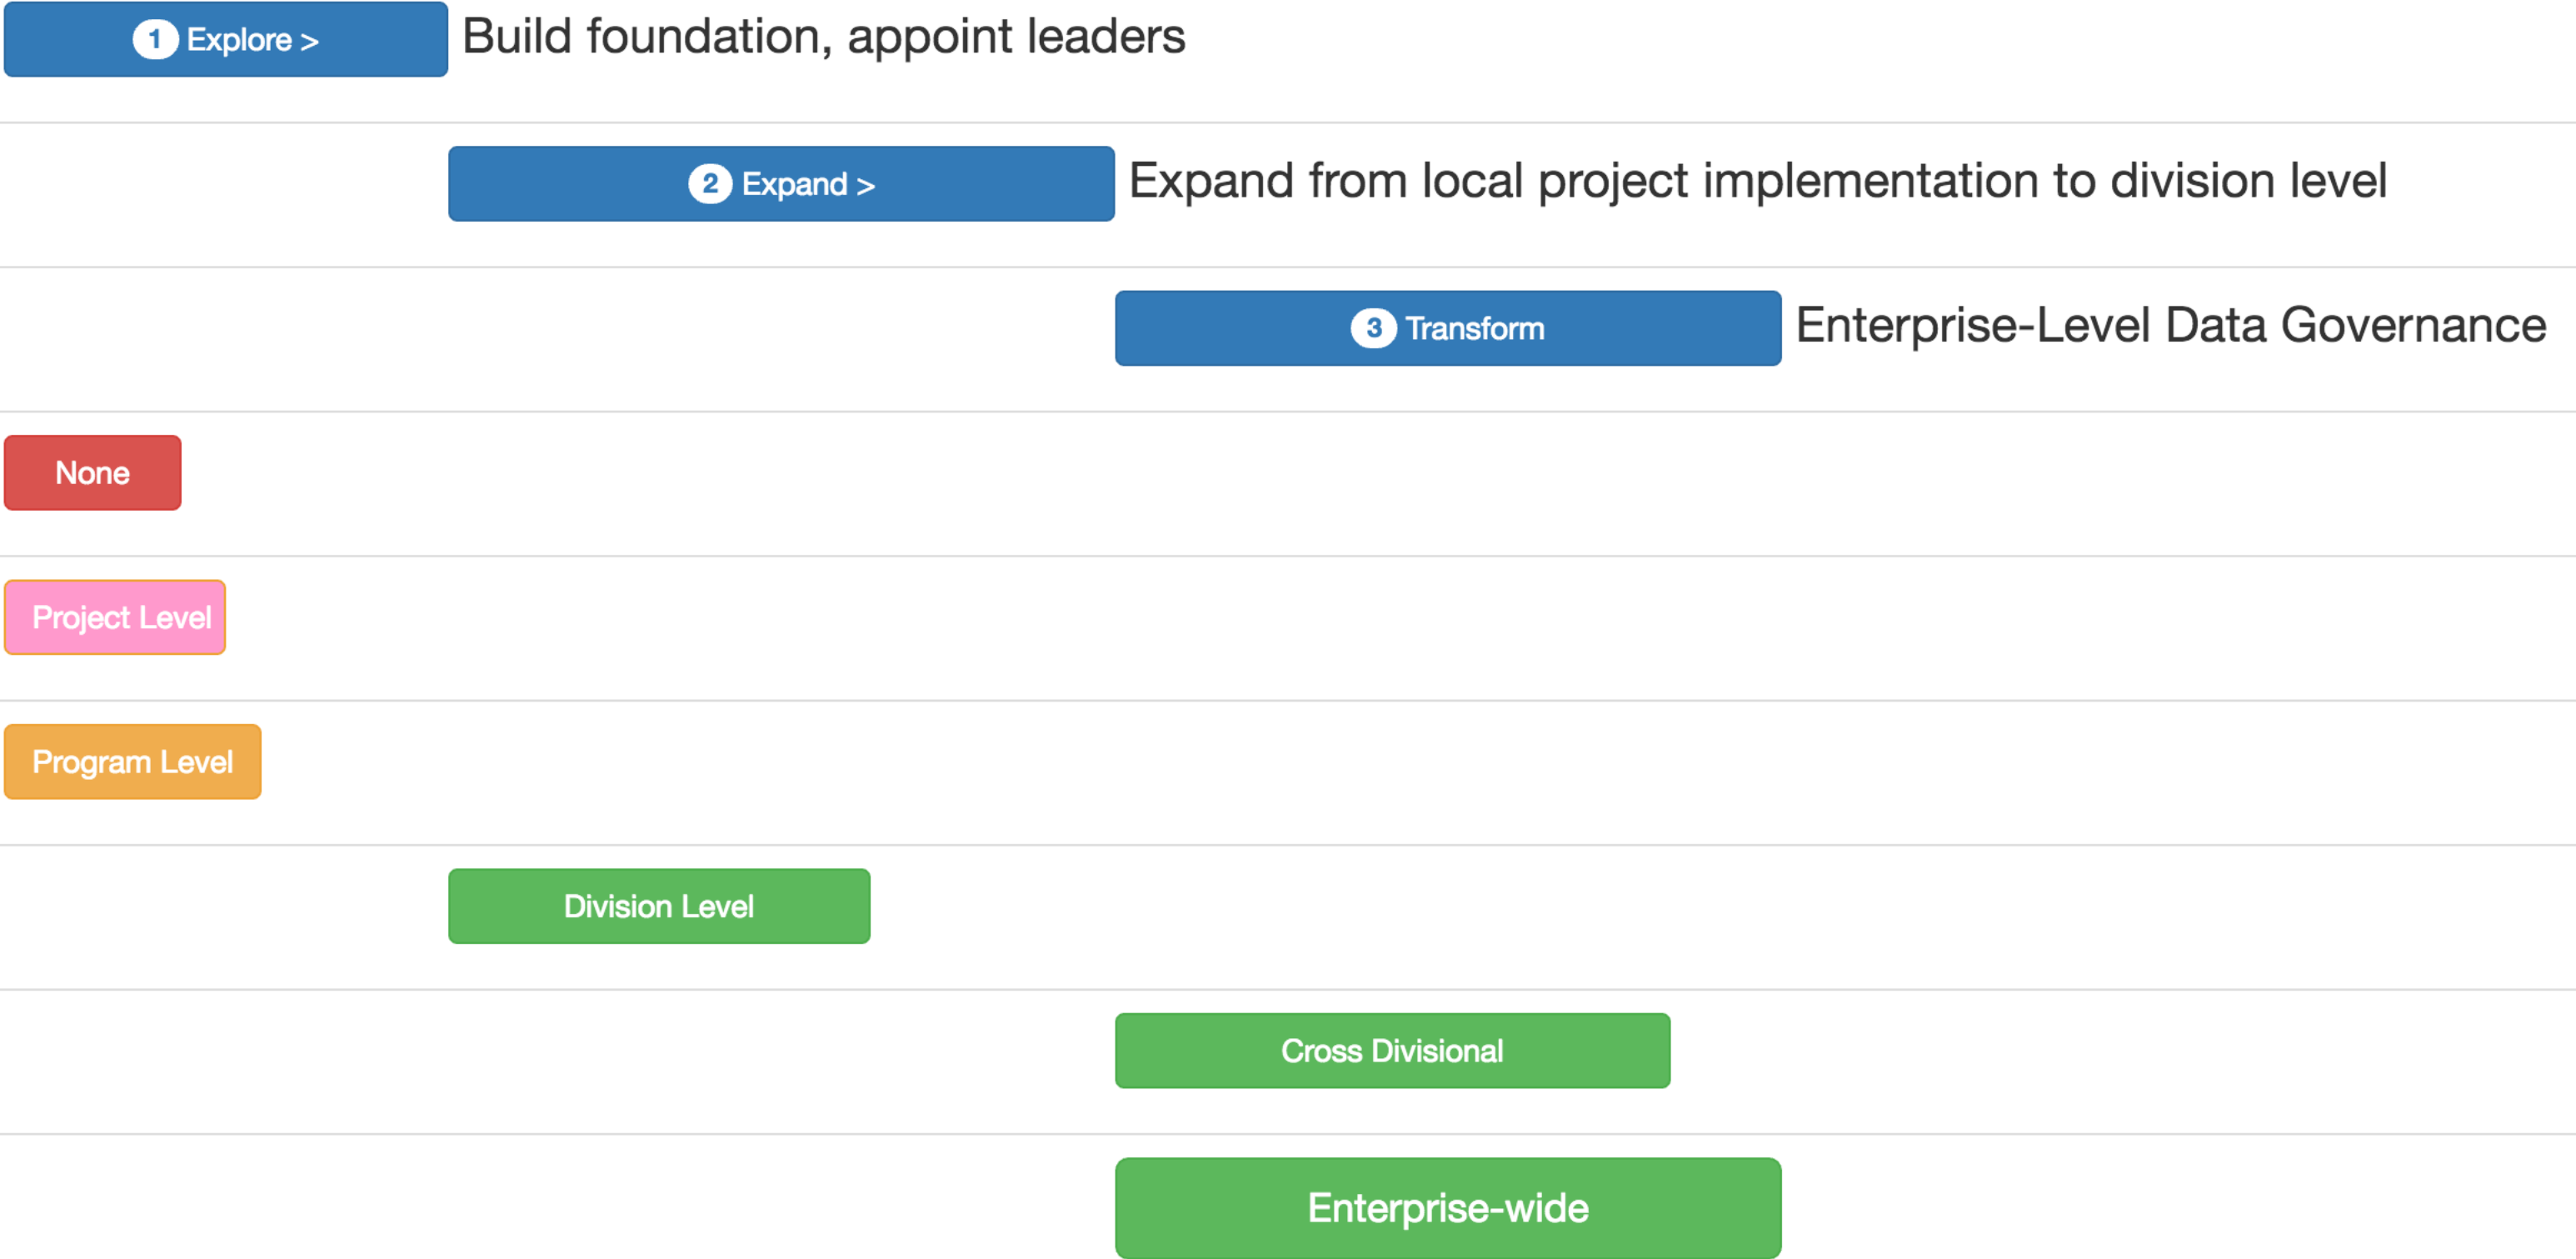 1 Explore > Build foundation, appoint leaders
2 Expand > Expand from local project implementation to division level
3 Transform Enterprise-Level Data Governance
None
Project Level
Program Level
Division Level
Cross Divisional
Enterprise-wide